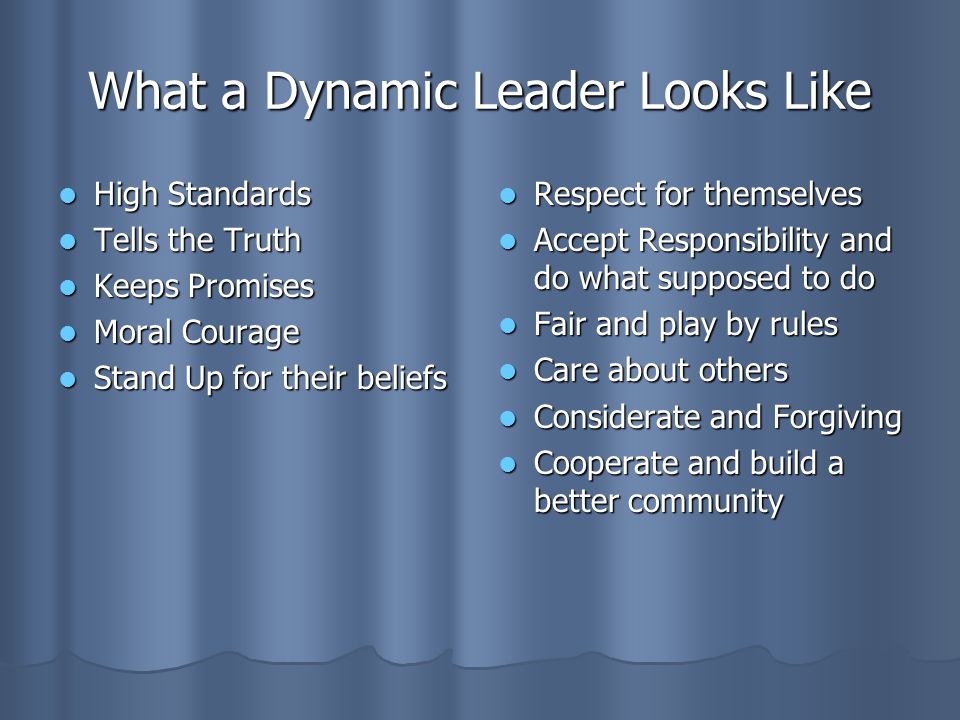 What a Dynamic Leader Looks Like
High Standards
Tells the Truth
Keeps Promises
Moral Courage
Stand Up for their beliefs
Respect for themselves
Accept Responsibility and
do what supposed to do
Fair and play by rules
Care about others
Considerate and Forgiving
Cooperate and build a
better community